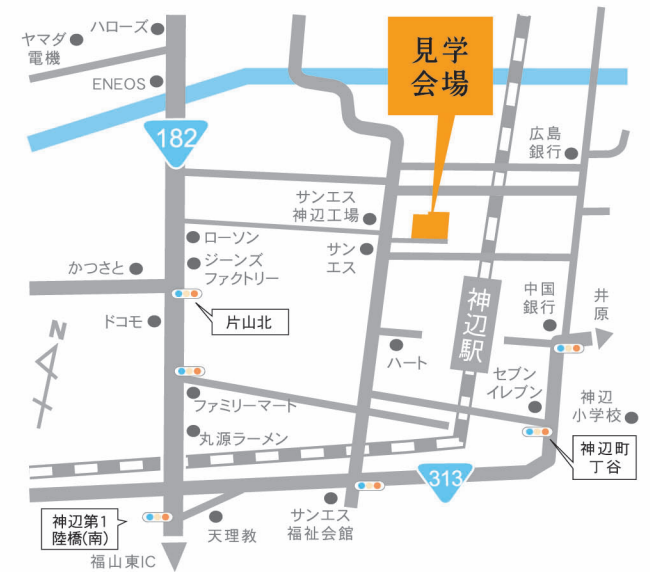 ハローズ
ヤマダ
電機
ENEOS
182
見学
会場
広島
銀行
サンエス
神辺工場
ローソン
サン
エス
ジーンズ
ファクトリー
かつさと
ドコモ
片山北
神辺駅
中国
銀行
井
原
N
ハート
セブン
イレブン
神辺
小学校
ファミリーマート
丸源ラーメン
神辺町
丁谷
313
神辺第1
陸橋(南)
天理教
サンエス
福祉会館
福山東IC